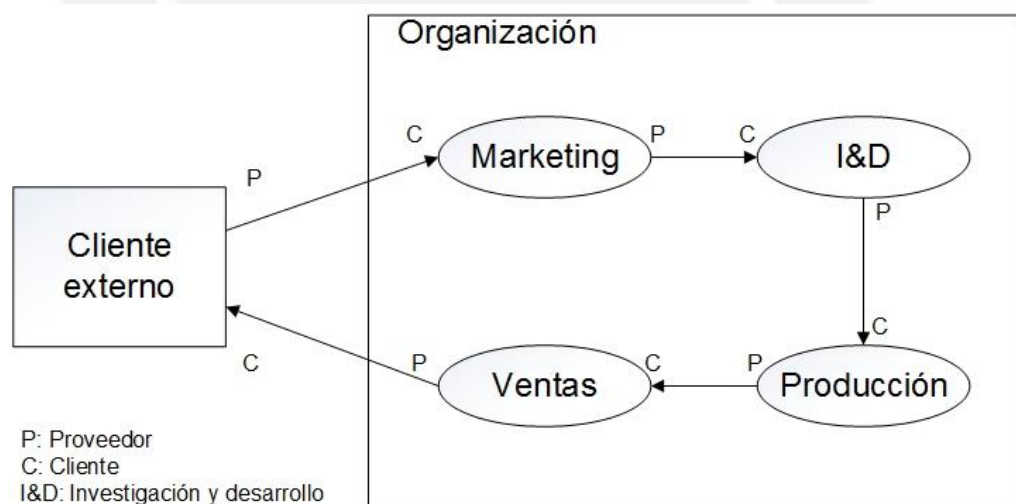 Organización
C
Marketing
P
C
I&D
P
P
Cliente
externo
C
C
P
Ventas
C
P
Producción
P: Proveedor
C: Cliente
I&D: Investigación y desarrollo